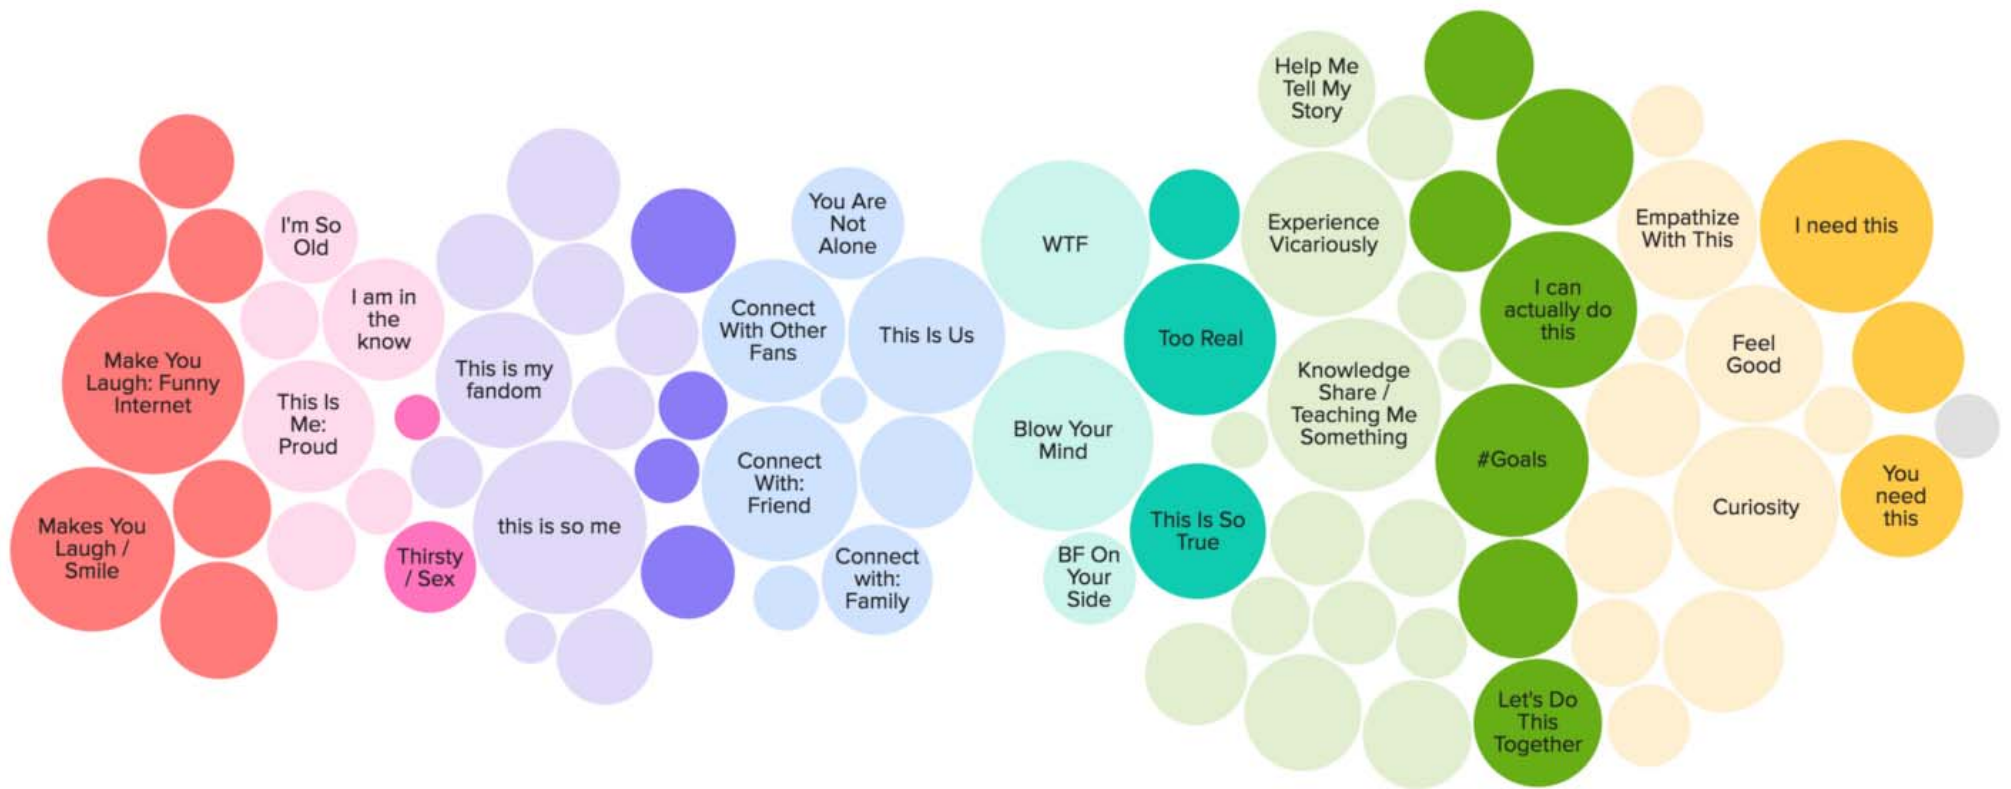 Make You
Laugh: Funny
Internet
Makes You
Laugh /
Smile
I'm So
Old
I am in
the
know
This Is
Me:
Proud
Thirsty
/ Sex
This is my
fandom
this is so me
You Are
Not
Alone
Connect
With Other
Fans
This Is Us
Connect
With:
Friend
Connect
with:
Family
WTF
Blow Your
Mind
BF On
Your
Side
Too Real
This Is So
True
Help Me
Tell My
Story
Experience
Vicariously
Knowledge
Share /
Teaching Me
Something
I can
actually do
this
#Goals
Let's Do
This
Together
Empathize
With This
Feel
Good
Curiosity
I need this
You
need
this